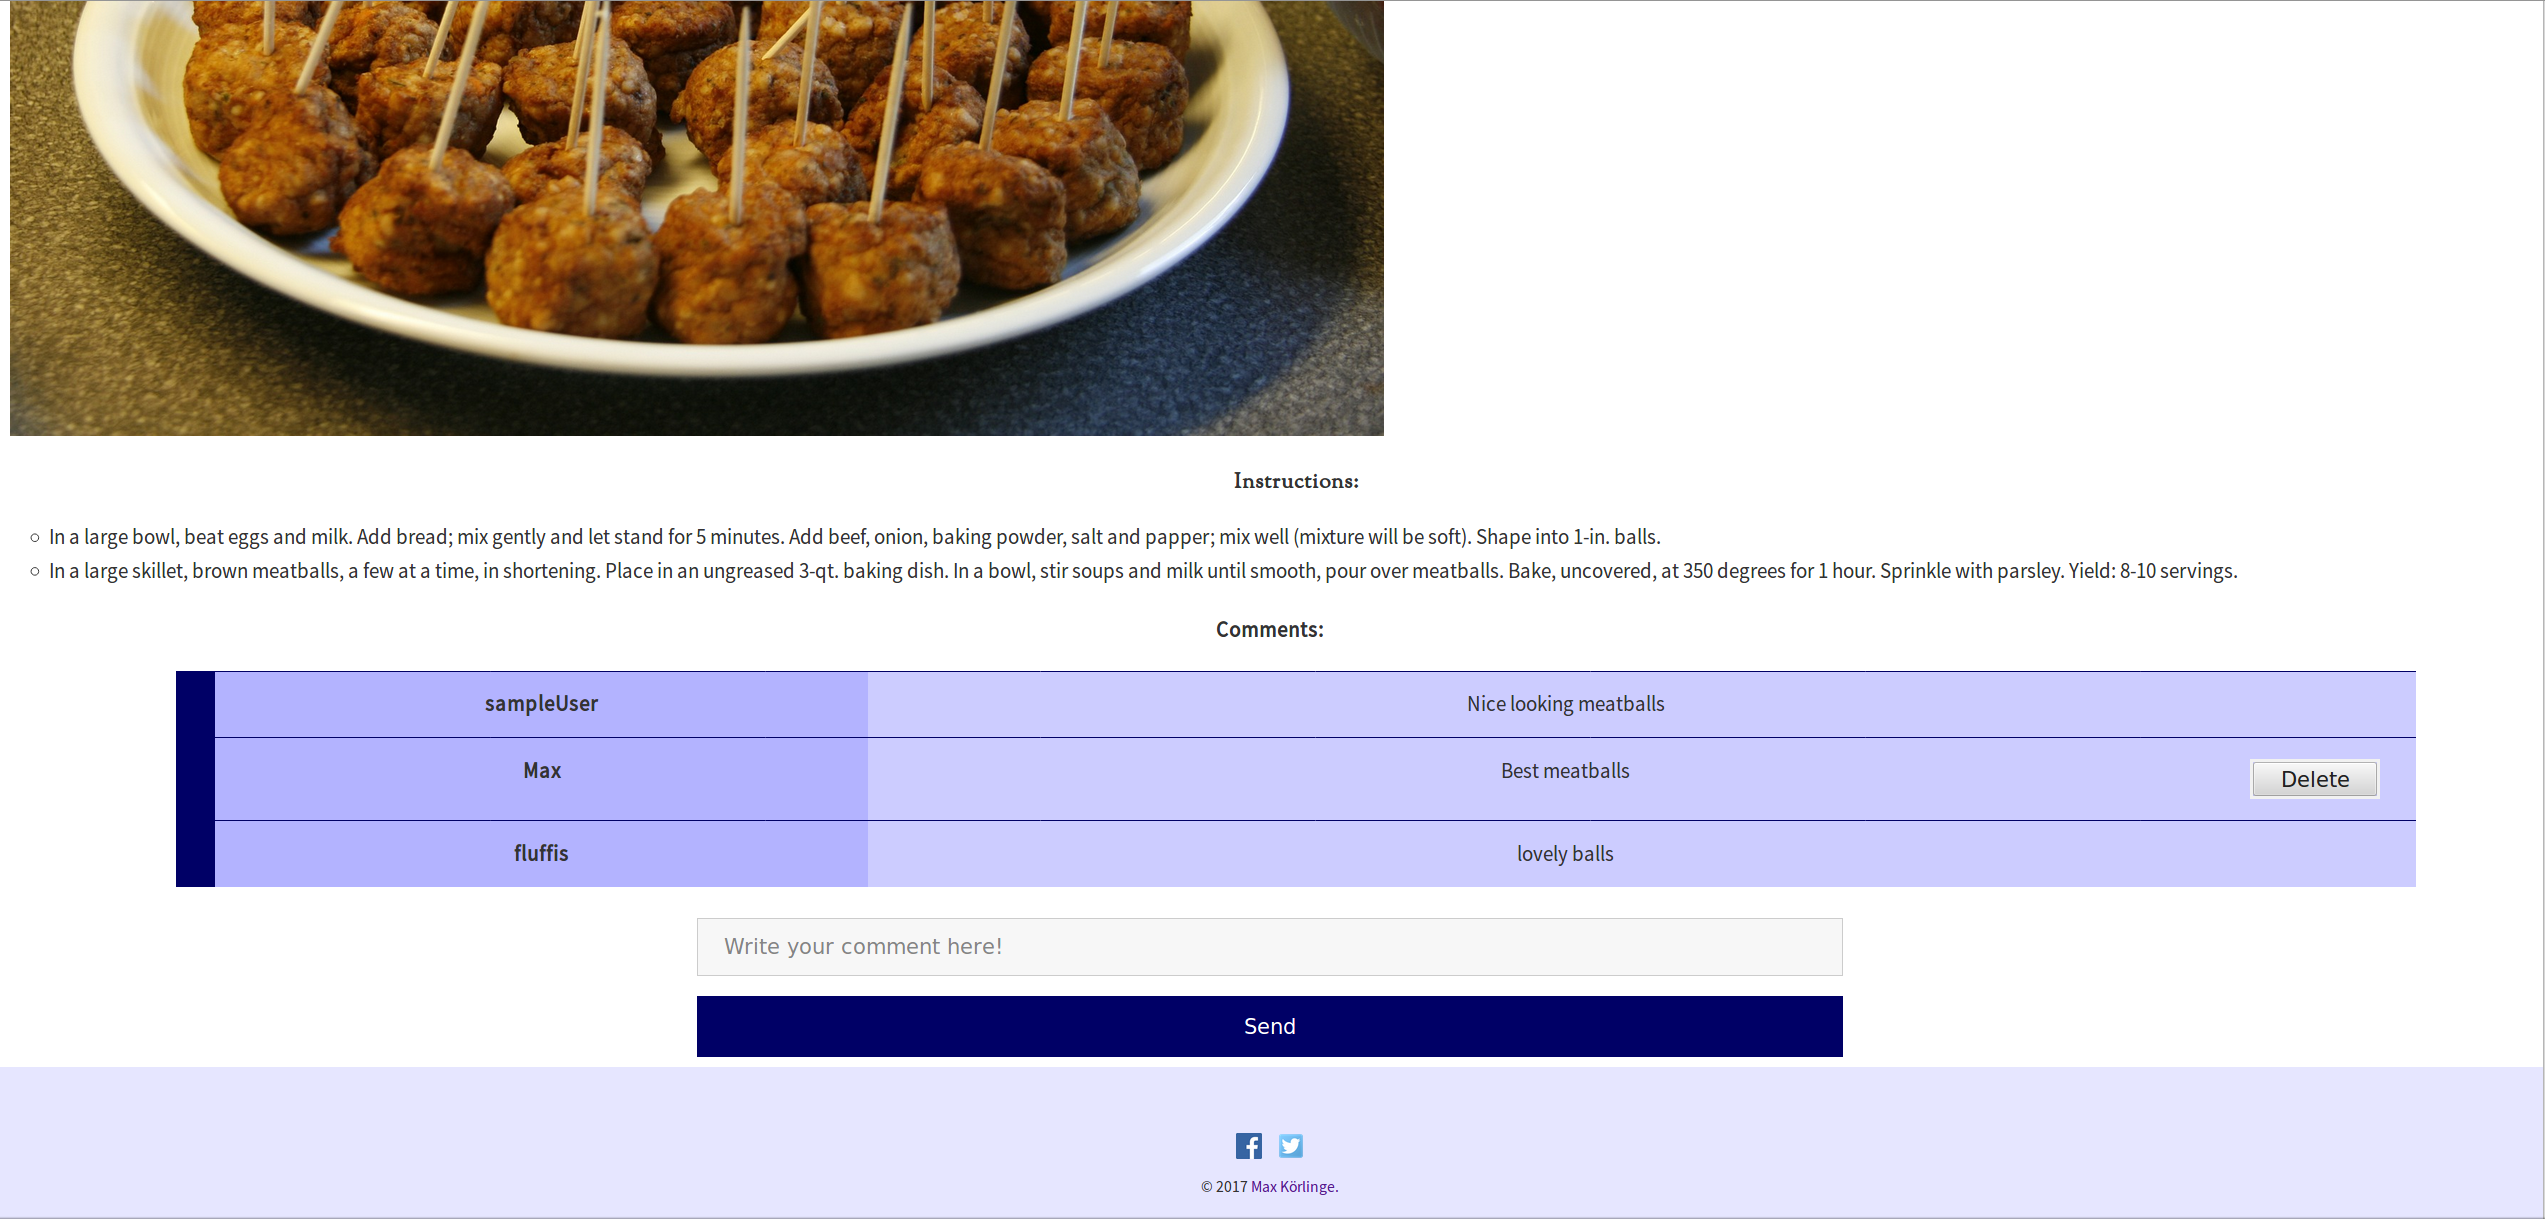 Instructions:
In a large bowl, beat eggs and milk. Add bread; mix gently and let stand for 5 minutes. Add beef, onion, baking powder, salt and papper; mix well (mixture will be soft). Shape into 1-in. balls.
In a large skillet, brown meatballs, a few at a time, in shortening. Place in an ungreased 3-qt. baking dish. In a bowl, stir soups and milk until smooth, pour over meatballs. Bake, uncovered, at 350 degrees for 1 hour. Sprinkle with parsley. Yield: 8-10 servings.
Comments:
sampleUser Nice looking meatballs
Max Best meatballs Delete
fluffis lovely balls
Write your comment here!
Send
© 2017 Max Körlinge.